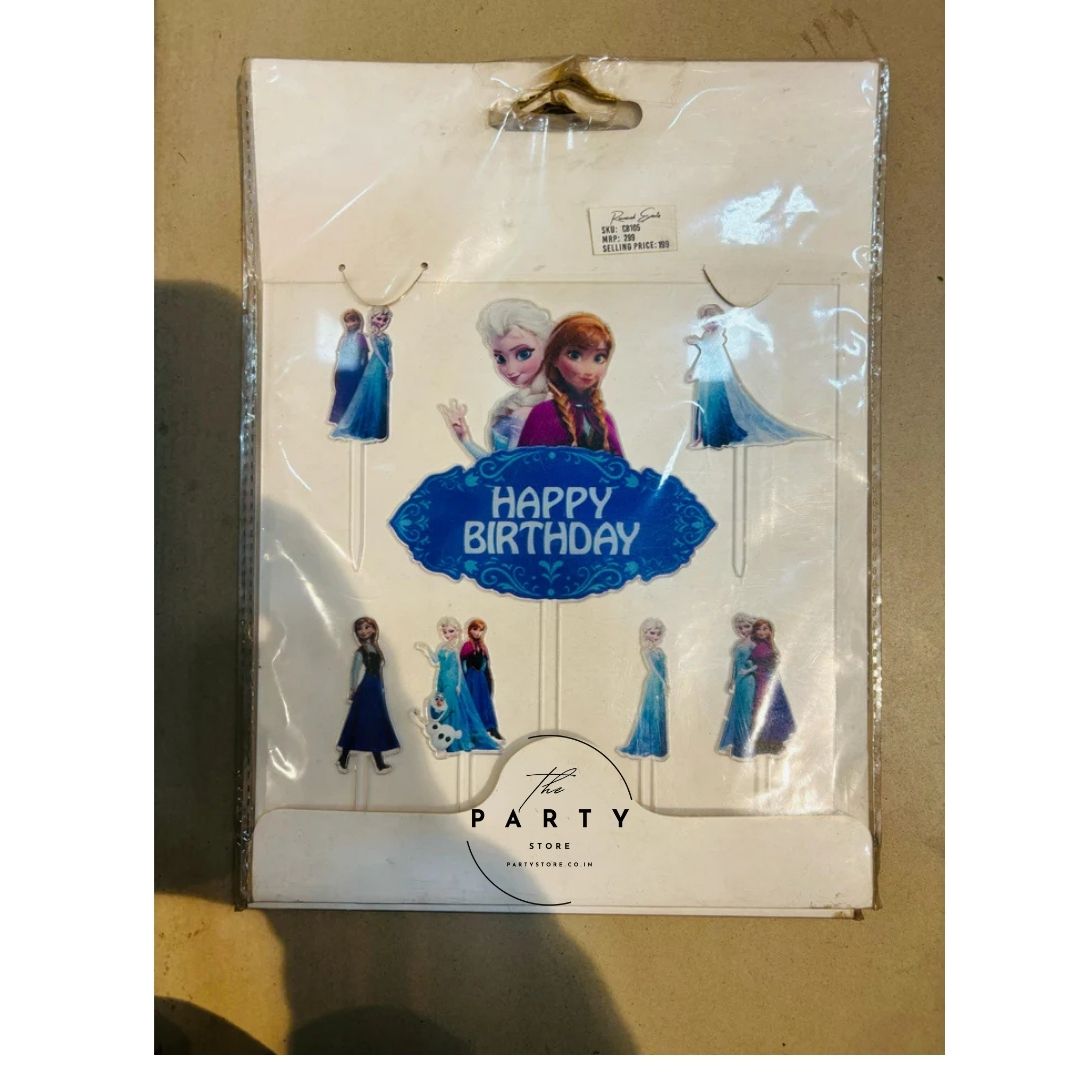 SKU: CB105
MRP: 299
SELLING PRICE: 199
HAPPY
BIRTHDAY
the
PARTY
STORE
PARTYSTORE.CO.IN